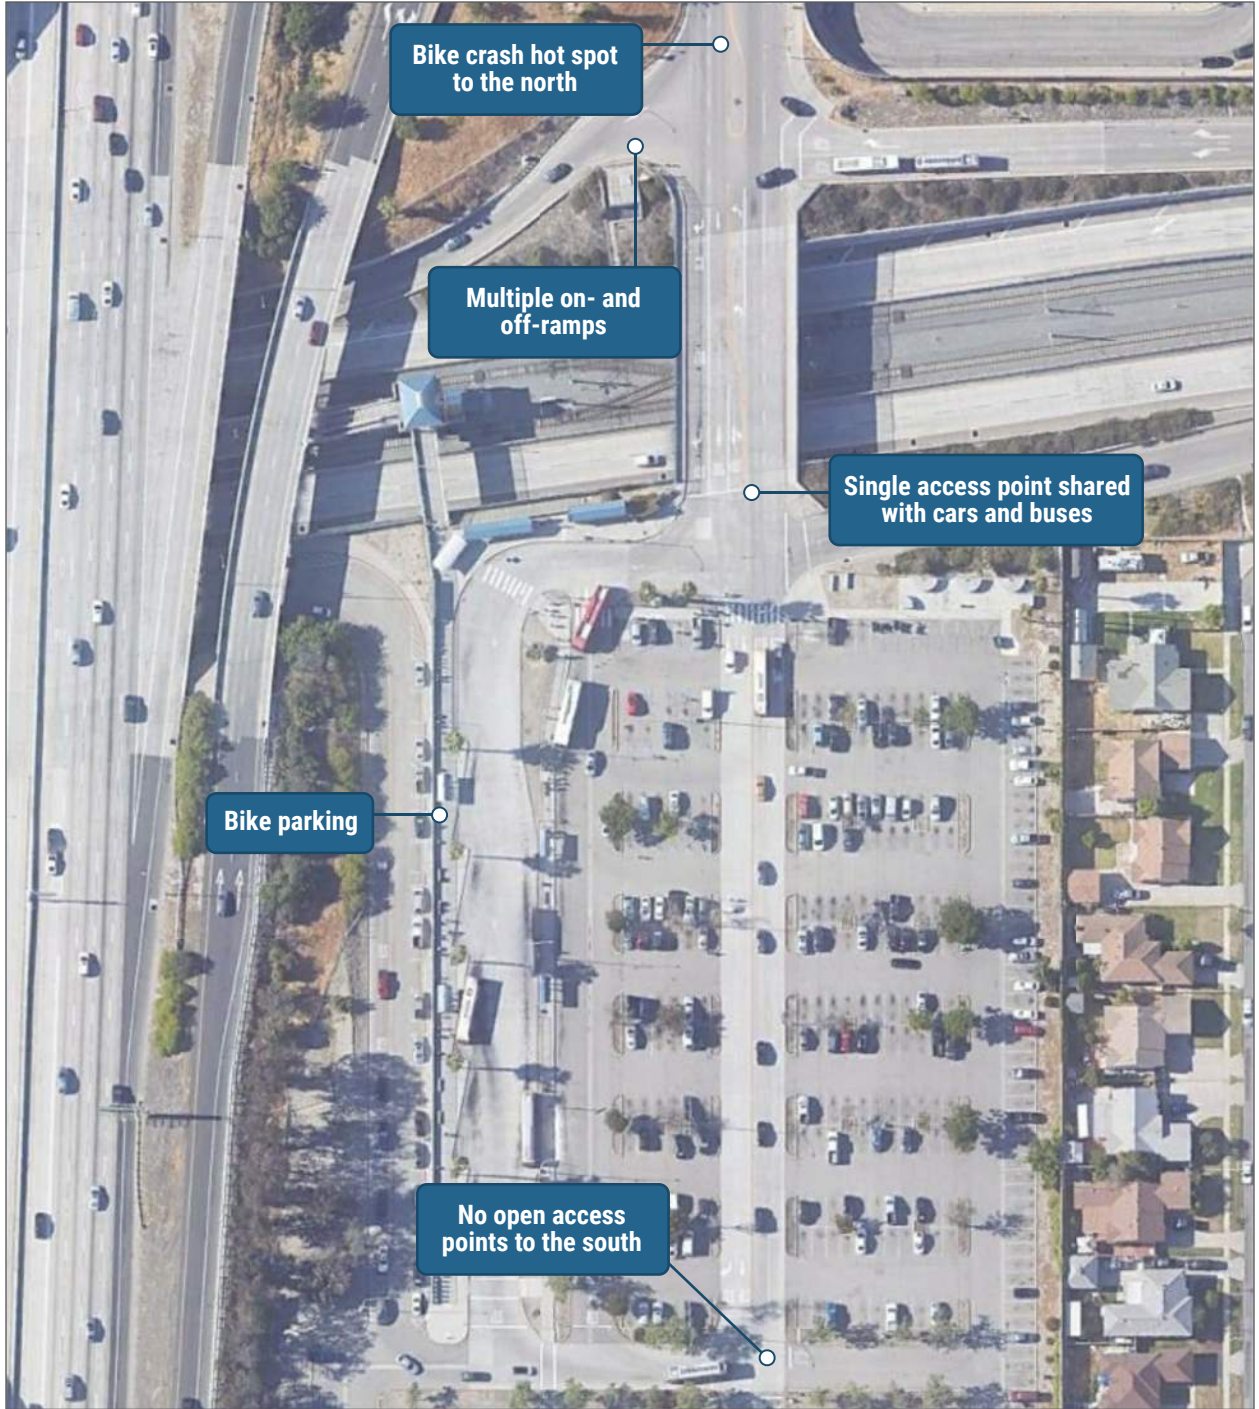 Bike crash hot spot
to the north
Multiple on- and
off-ramps
Single access point shared
with cars and buses
Bike parking
No open access
points to the south